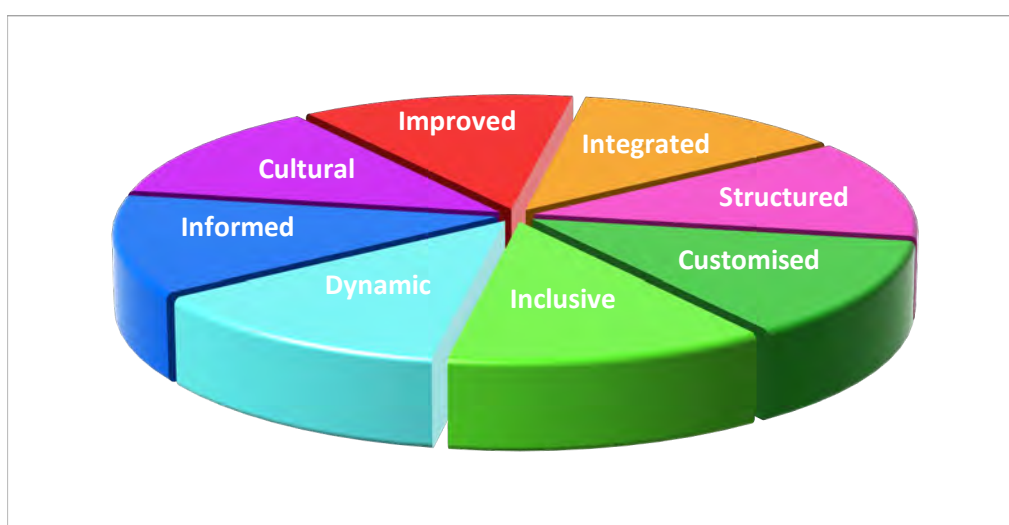 Improved
Integrated
Cultural
Structured
Informed
Customised
Dynamic
Inclusive